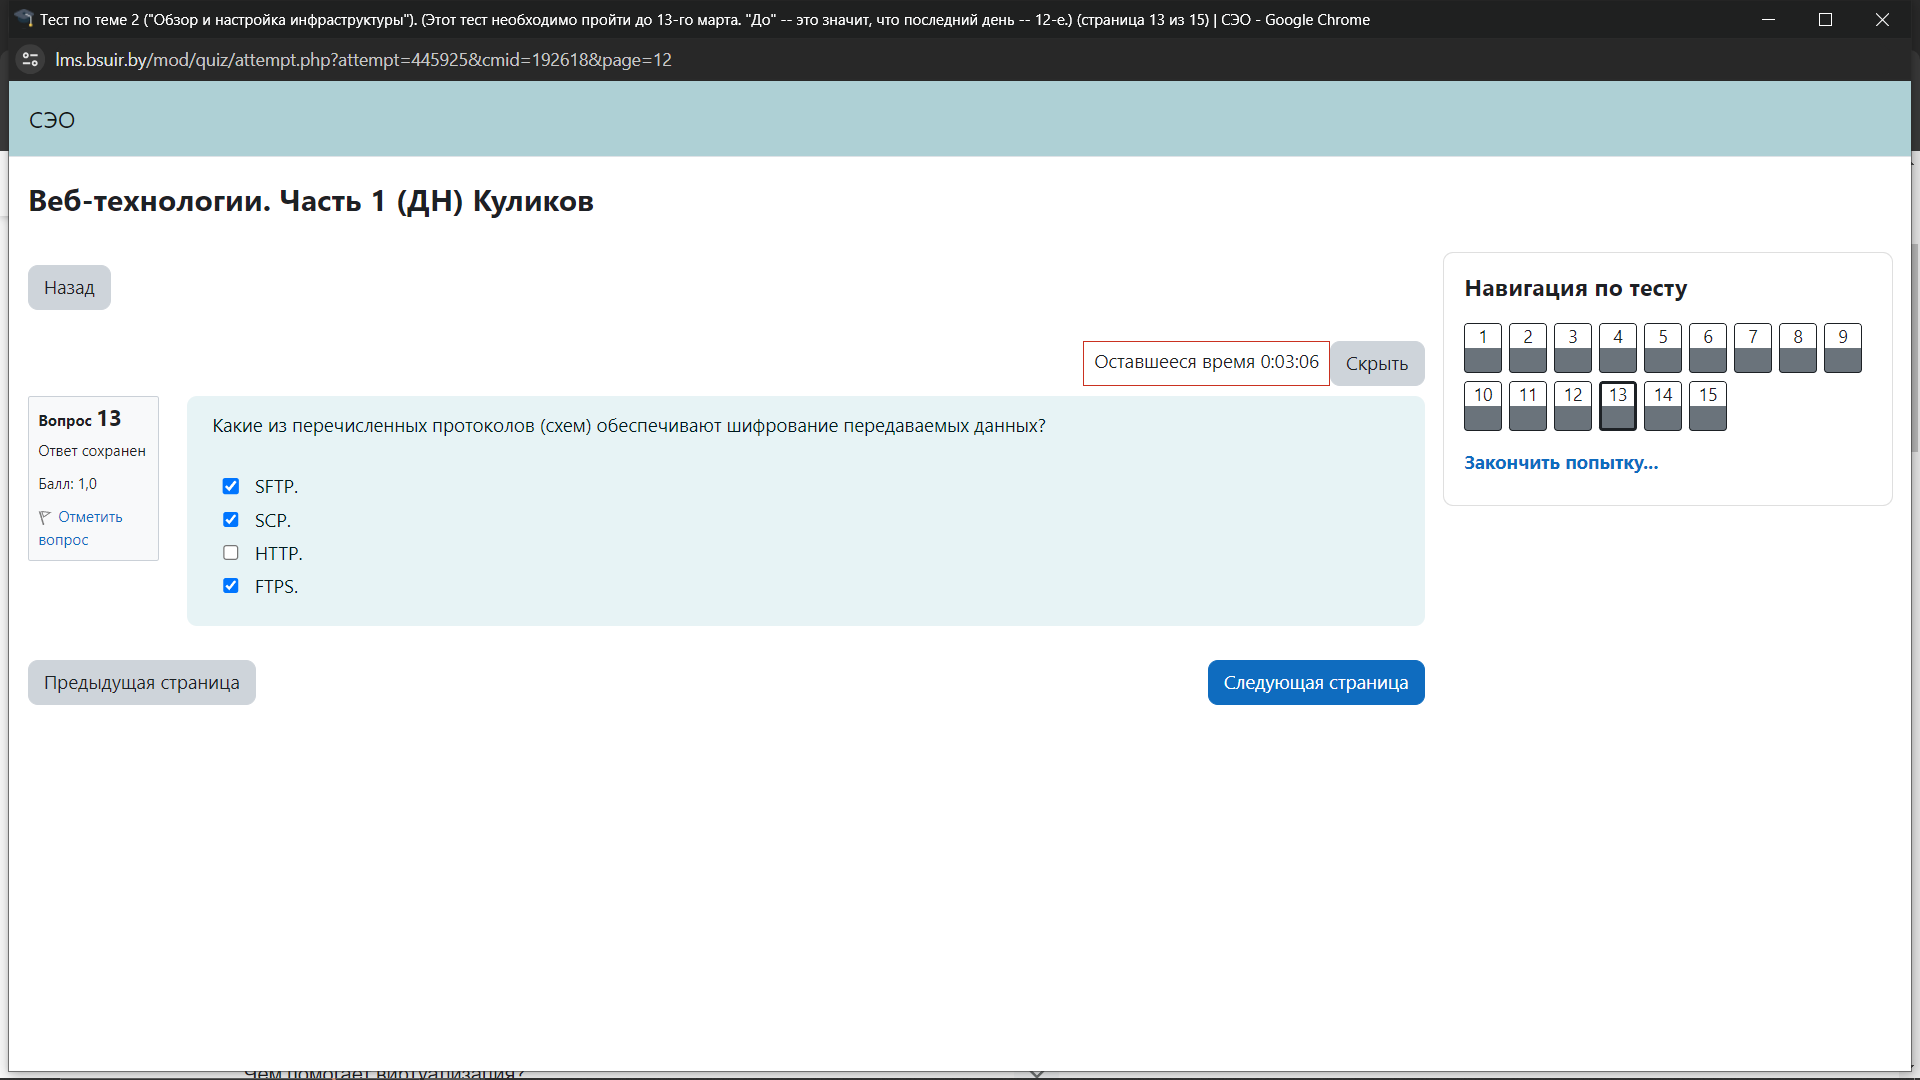 Тест по теме 2 ("Обзор и настройка инфраструктуры"). (Этот тест необходимо пройти до 13-го марта. "До" -- это значит, что последний день -- 12-е.) (страница 13 из 15) | СЭО - Google Chrome
lms.bsuir.by/mod/quiz/attempt.php?attempt=445925&cmid=192618&page=12
СЭО
Веб-технологии. Часть 1 (ДН) Куликов
Назад
Оставшееся время 0:03:06
Скрыть
Вопрос 13
Ответ сохранен
Балл: 1,0
Отметить
вопрос
Какие из перечисленных протоколов (схем) обеспечивают шифрование передаваемых данных?
SFTP.
SCP.
HTTP.
FTPS.
Предыдущая страница
Следующая страница
Навигация по тесту
1 2 3 4 5 6 7 8 9
10 11 12 13 14 15
Закончить попытку...
Чем помогает виртуализация?